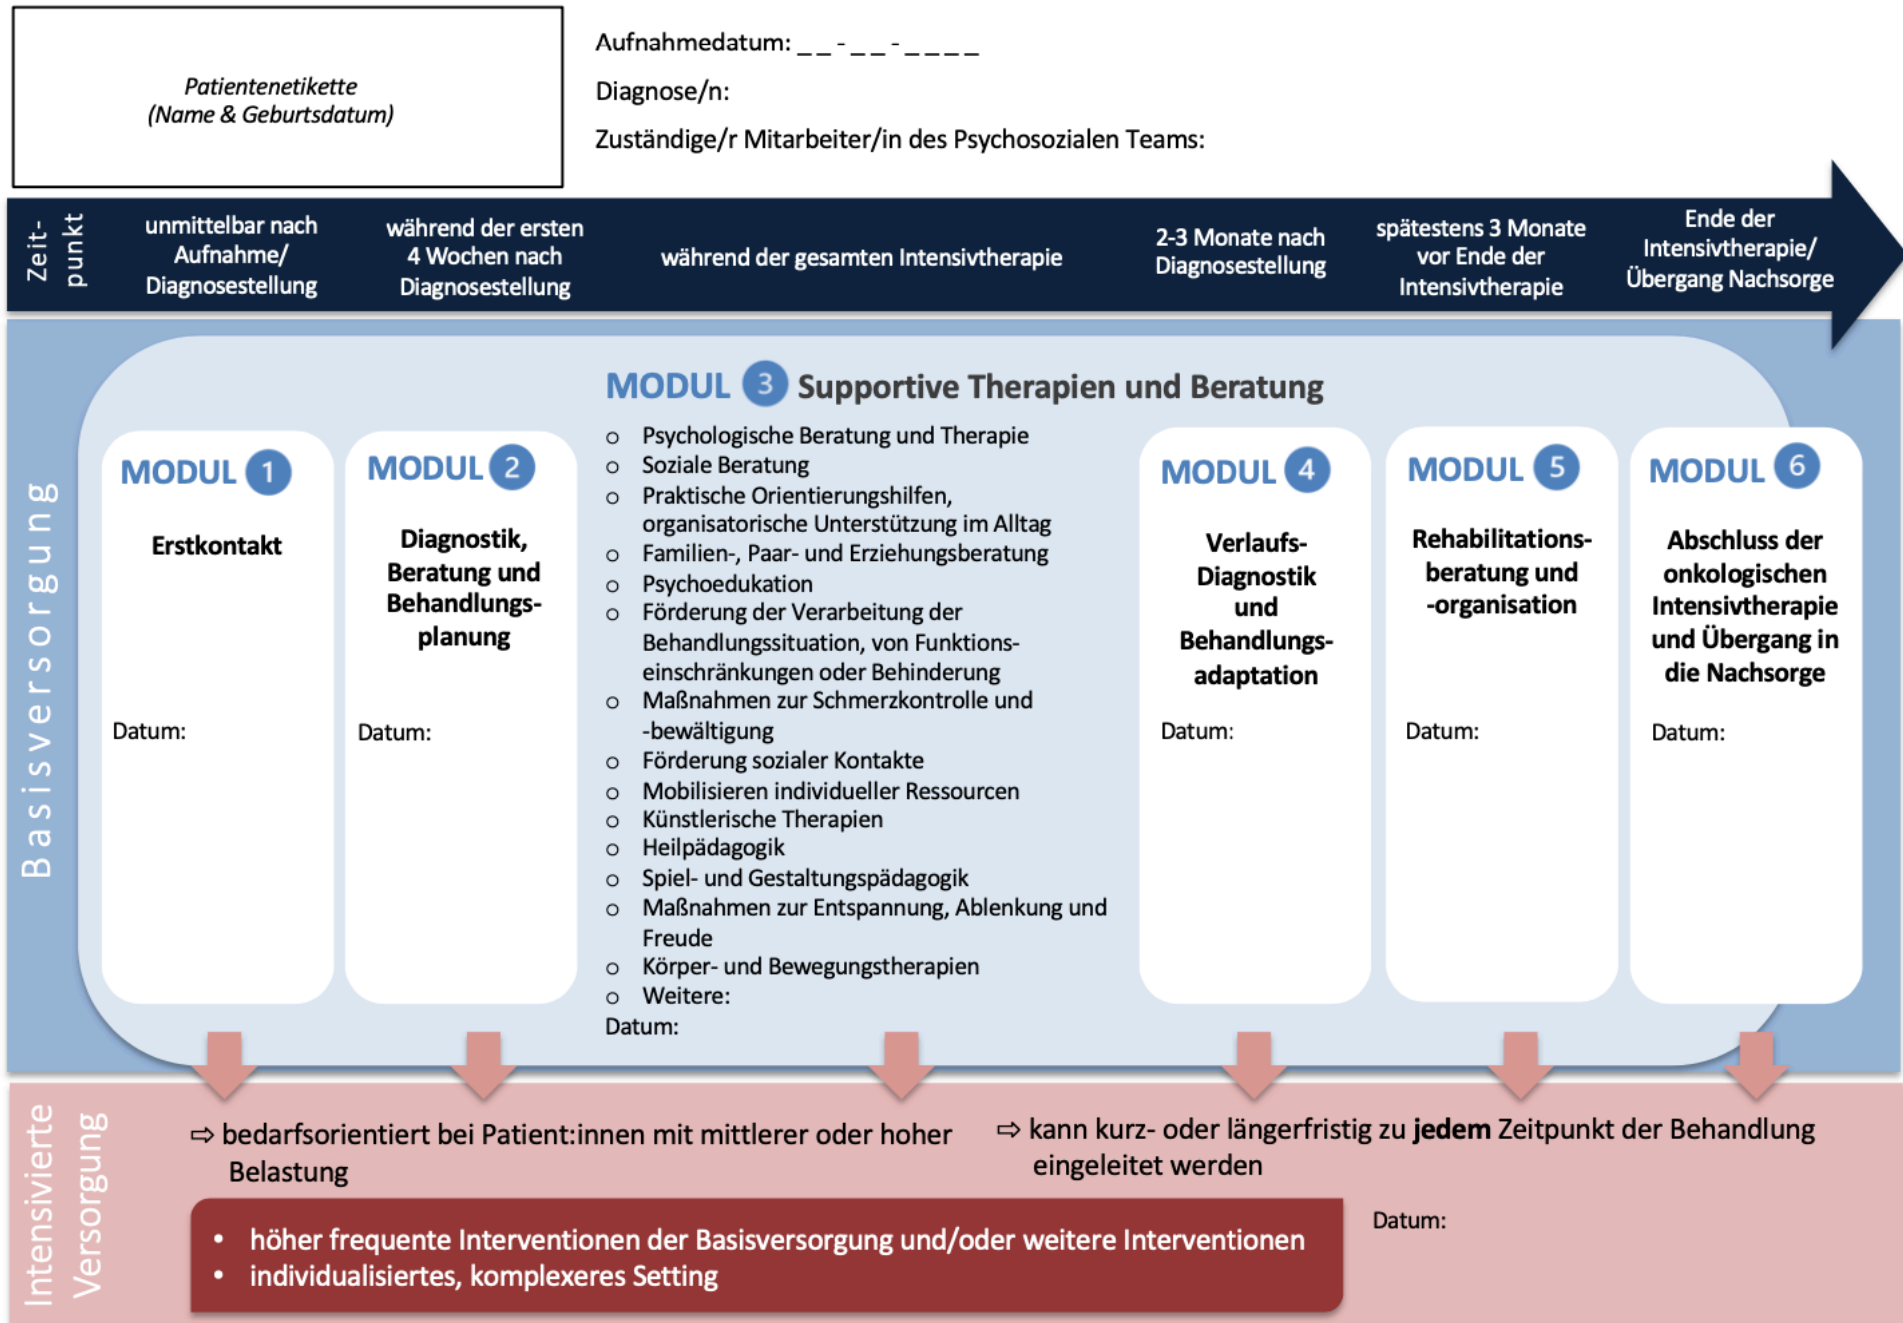 Patientenetikette
(Name & Geburtsdatum)
Aufnahmedatum: _ _ - _ _ - _ _ _ _
Diagnose/n:
Zuständige/r Mitarbeiter/in des Psychosozialen Teams:
Zeit-
punkt
unmittelbar nach
Aufnahme/
Diagnosestellung
während der ersten
4 Wochen nach
Diagnosestellung
während der gesamten Intensivtherapie
2-3 Monate nach
Diagnosestellung
spätestens 3 Monate
vor Ende der
Intensivtherapie
Ende der
Intensivtherapie/
Übergang Nachsorge
Basisversorgung
MODUL 1
Erstkontakt
Datum:
MODUL 2
Diagnostik,
Beratung und
Behandlungs-
planung
Datum:
MODUL 3 Supportive Therapien und Beratung
o Psychologische Beratung und Therapie
o Soziale Beratung
o Praktische Orientierungshilfen,
organisatorische Unterstützung im Alltag
o Familien-, Paar- und Erziehungsberatung
o Psychoedukation
o Förderung der Verarbeitung der
Behandlungssituation, von Funktions-
einschränkungen oder Behinderung
o Maßnahmen zur Schmerzkontrolle und
-bewältigung
o Förderung sozialer Kontakte
o Mobilisieren individueller Ressourcen
o Künstlerische Therapien
o Heilpädagogik
o Spiel- und Gestaltungspädagogik
o Maßnahmen zur Entspannung, Ablenkung und
Freude
o Körper- und Bewegungstherapien
o Weitere:
Datum:
MODUL 4
Verlaufs-
Diagnostik
und
Behandlungs-
adaptation
Datum:
MODUL 5
Rehabilitations-
beratung und
-organisation
Datum:
MODUL 6
Abschluss der
onkologischen
Intensivtherapie
und Übergang in
die Nachsorge
Datum:
Intensivierte
Versorgung
⇨ bedarfsorientiert bei Patient:innen mit mittlerer oder hoher
Belastung
⇨ kann kurz- oder längerfristig zu jedem Zeitpunkt der Behandlung
eingeleitet werden
• höher frequente Interventionen der Basisversorgung und/oder weitere Interventionen
• individualisiertes, komplexeres Setting
Datum: